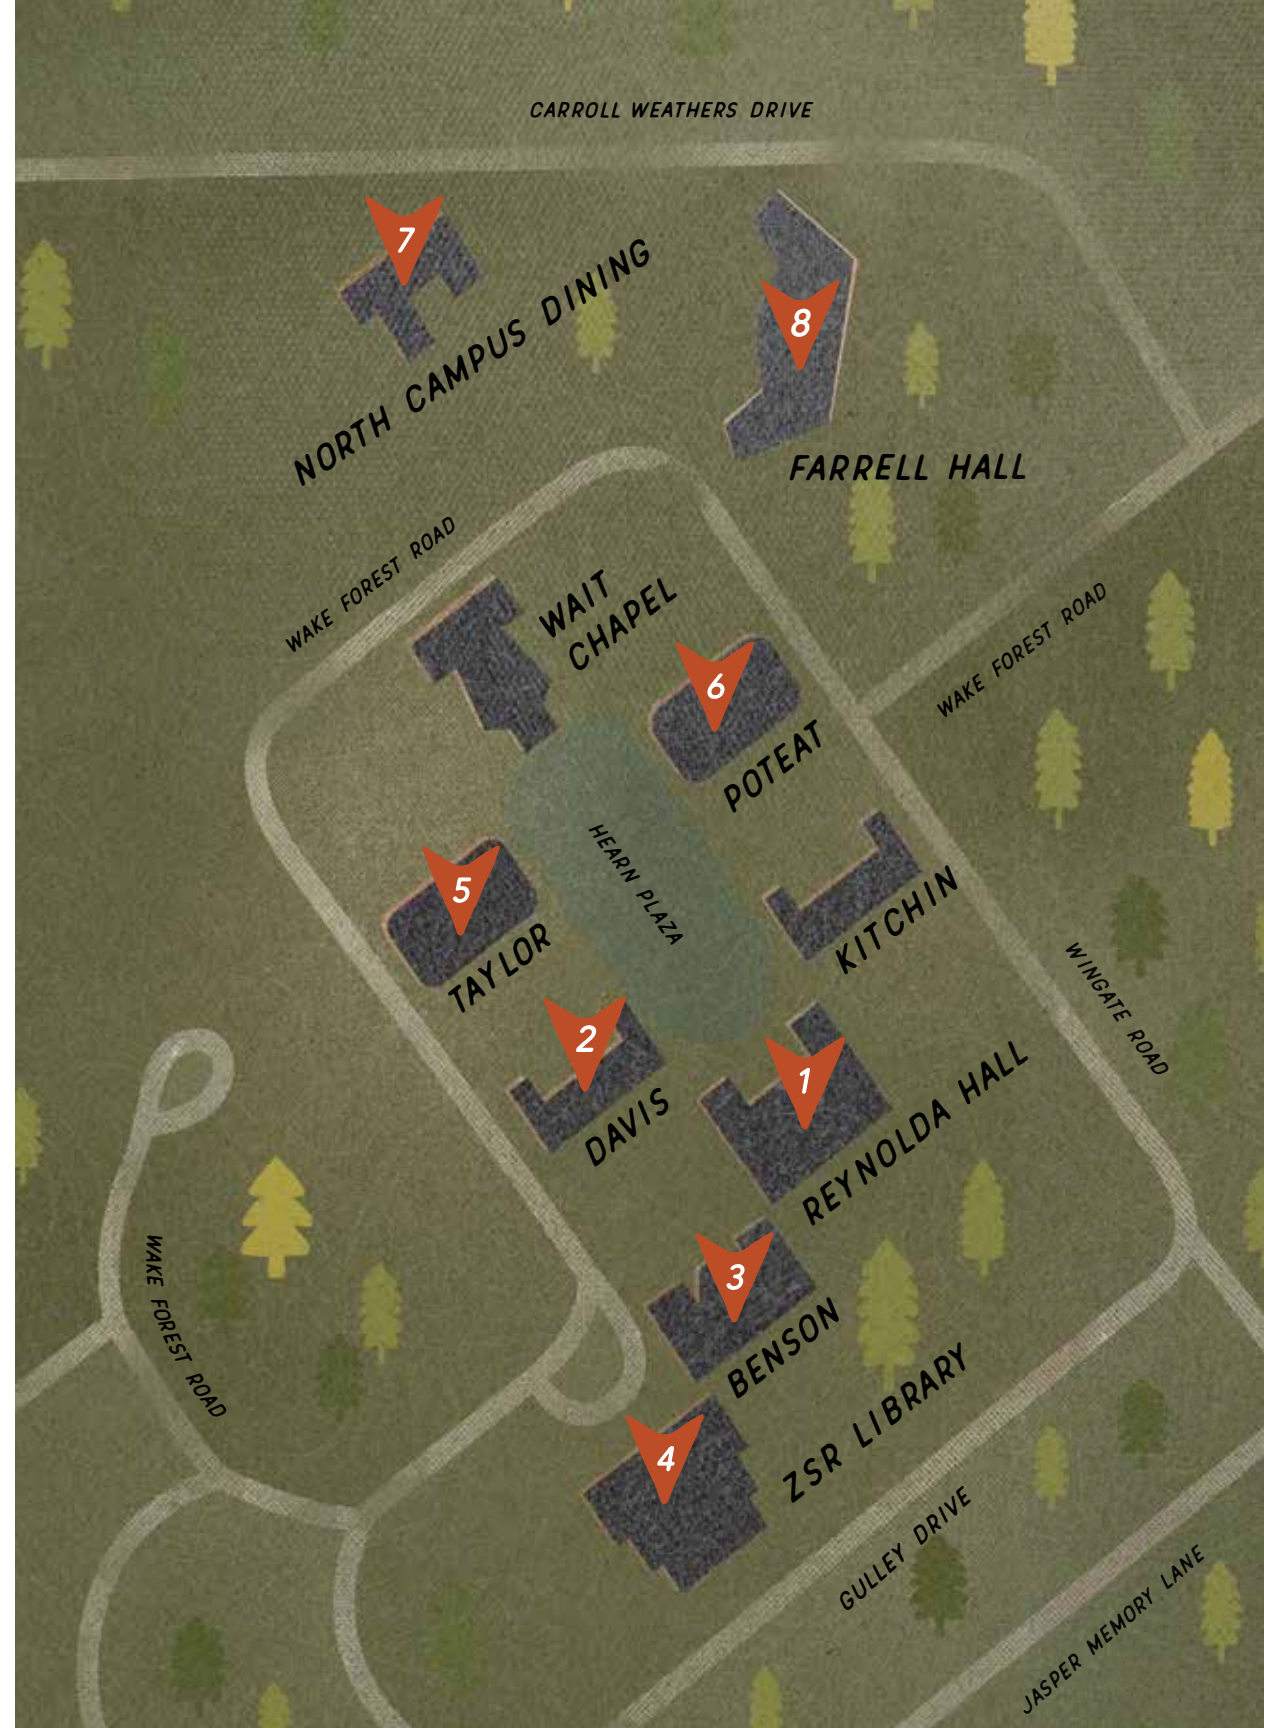 CARROLL WEATHERS DRIVE
7
NORTH CAMPUS DINING
8
FARRELL HALL
WAKE FOREST ROAD
WAIT
CHAPEL
6
POTEAT
WAKE FOREST ROAD
HEARN PLAZA
5
TAYLOR
KITCHIN
WINGATE ROAD
2
DAVIS
1
REYNOLDA HALL
WAKE FOREST ROAD
3
BENSON
4
ZSR LIBRARY
GULLEY DRIVE
JASPER MEMORY LANE